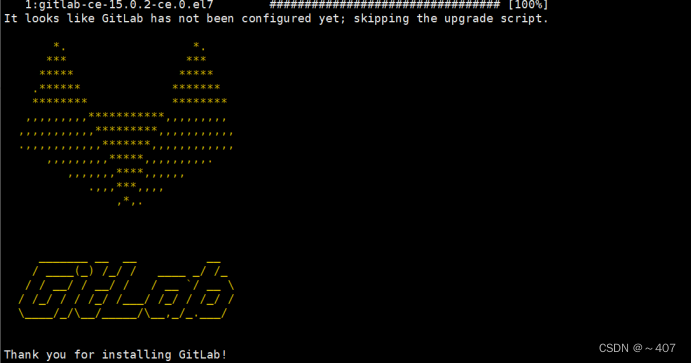 1:gitlab-ce-15.0.2-ce.0.el7 ################################# [100%]
It looks like GitLab has not been configured yet; skipping the upgrade script.
GitLab
Thank you for installing GitLab!
CSDN @～407